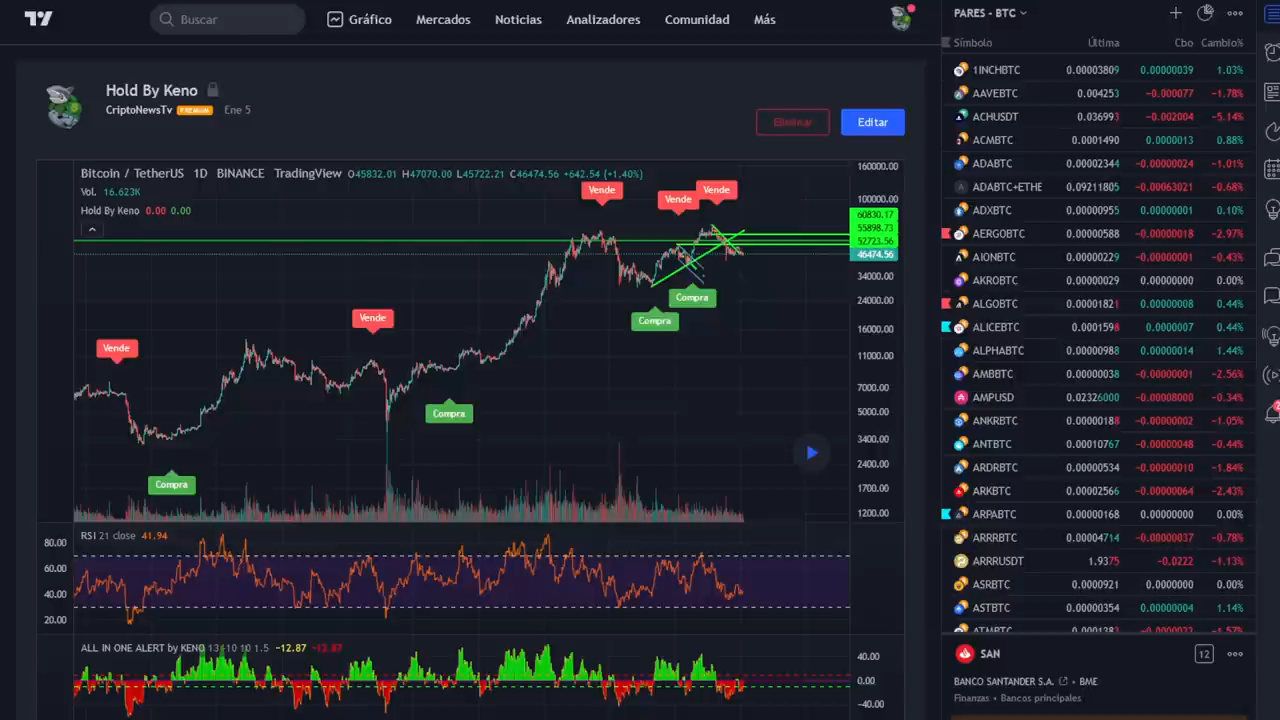 Buscar
Gráfico
Mercados
Noticias
Analizadores
Comunidad
Más
Hold By Keno
CriptoNewsTv PREMIUM Ene 5
Eliminar
Editar
Bitcoin / TetherUS 1D BINANCE TradingView O45832.01 H47070.00 L45722.21 C46474.56 +642.54 (+1.40%)
Vol. 16.623K
Hold By Keno 0.00 0.00
Vende
Vende
Vende
Vende
Vende
Compra
Compra
Compra
Compra
160000.00
100000.00
60830.17
55898.73
52723.56
46474.56
34000.00
24000.00
16000.00
11000.00
7000.00
5000.00
3400.00
2400.00
1700.00
1200.00
RSI 21 close 41.94
80.00
60.00
40.00
20.00
ALL IN ONE ALERT by KENO 13 -10 10 1.5 −12.87 −12.87
40.00
0.00
−40.00
PARES - BTC
Símbolo Última Cbo Cambio%
1INCHBTC 0.00003809 0.00000039 1.03%
AAVEBTC 0.004253 −0.000077 −1.78%
ACHUSDT 0.036993 −0.002004 −5.14%
ACMBTC 0.0001490 0.0000013 0.88%
ADABTC 0.00002344 −0.00000024 −1.01%
ADABTC+ETHE 0.09211805 −0.00063021 −0.68%
ADXBTC 0.00000955 0.00000001 0.10%
AERGOBTC 0.00000588 −0.00000018 −2.97%
AIONBTC 0.00000229 −0.00000001 −0.43%
AKROBTC 0.00000029 0.00000000 0.00%
ALGOBTC 0.00001821 0.00000008 0.44%
ALICEBTC 0.0001598 0.0000007 0.44%
ALPHABTC 0.00000988 0.00000014 1.44%
AMBBTC 0.00000038 −0.00000001 −2.56%
AMPUSD 0.02326000 −0.00008000 −0.34%
ANKRBTC 0.00000188 −0.00000002 −1.05%
ANTBTC 0.00010767 −0.00000048 −0.44%
ARDRBTC 0.00000534 −0.00000010 −1.84%
ARKBTC 0.00002566 −0.00000064 −2.43%
ARPABTC 0.00000168 0.00000000 0.00%
ARRRBTC 0.00004714 −0.00000037 −0.78%
ARRRUSDT 1.9375 −0.0222 −1.13%
ASRBTC 0.0000921 0.0000000 0.00%
ASTBTC 0.00000354 0.00000004 1.14%
ATMBTC 0.0001383 −0.0000022 −1.57%
SAN
12
BANCO SANTANDER S.A. • BME
Finanzas • Bancos principales